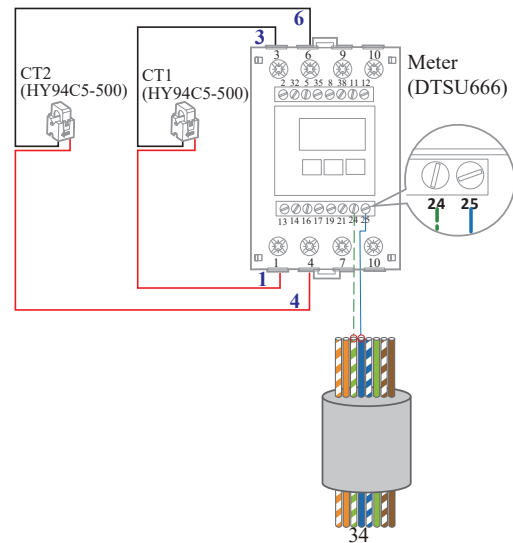 6
3
3 6 9 10
CT2
(HY94C5-500)
CT1
(HY94C5-500)
Meter
(DTSU666)
2 32 5 35 8 38 11 12
24 25
13 14 16 17 19 21 24 25
1 4 7 10
1
4
34